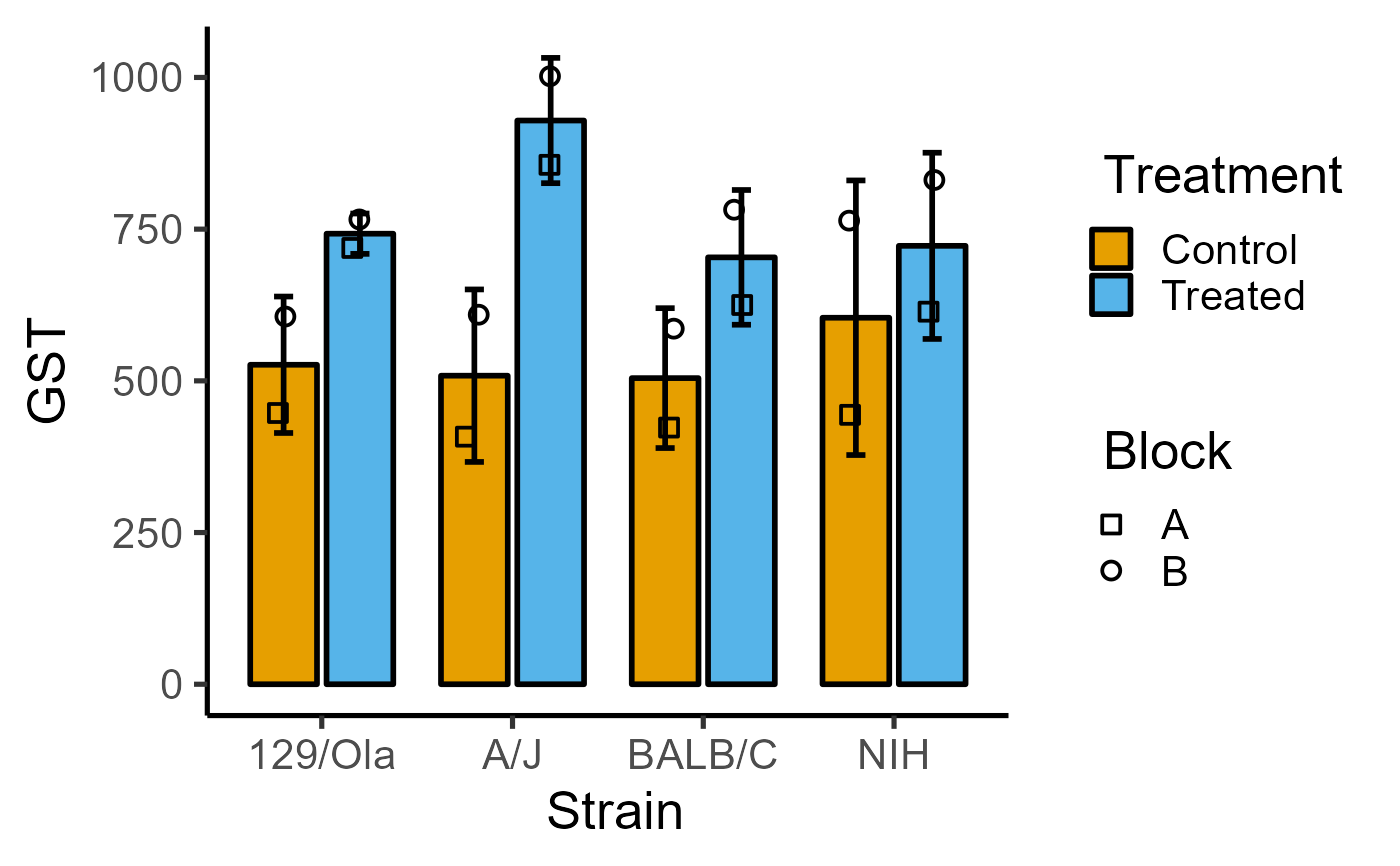 1000
750
500
250
0
GST
129/Ola A/J BALB/C NIH
Strain
Treatment
Control
Treated
Block
A
B